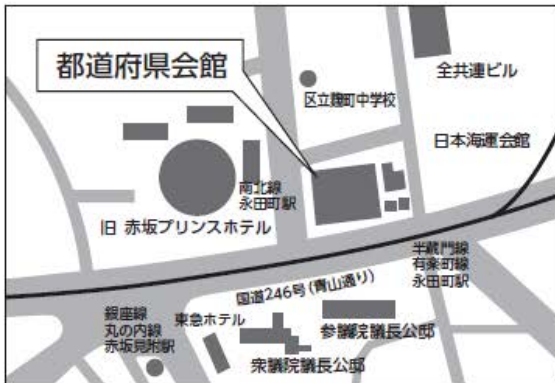 都道府県会館
全共連ビル
区立麴町中学校
日本海運会館
南北線
永田町駅
旧 赤坂プリンスホテル
半蔵門線
有楽町線
永田町駅
国道246号(青山通り)
銀座線
丸の内線
赤坂見附駅
東急ホテル
参議院議長公邸
衆議院議長公邸